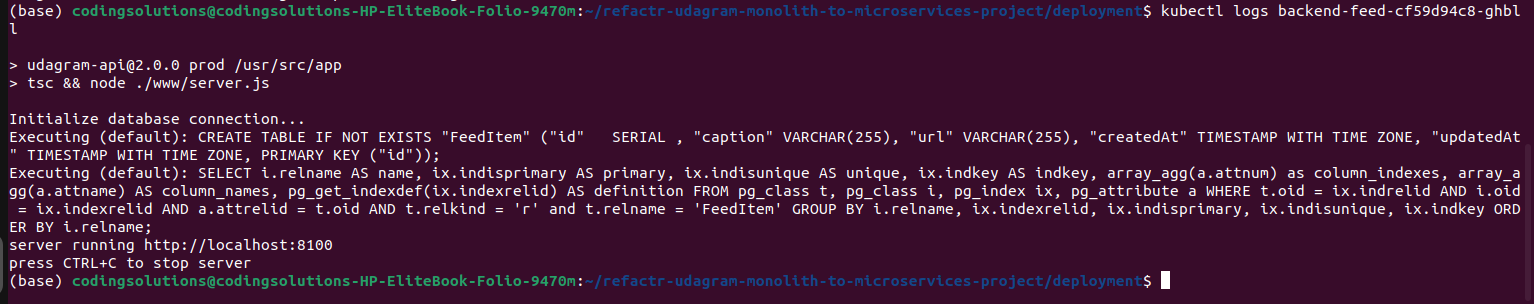 (base) codingsolutions@codingsolutions-HP-EliteBook-Folio-9470m:~/refactr-udagram-monolith-to-microservices-project/deployment$ kubectl logs backend-feed-cf59d94c8-ghbl
l
> udagram-api@2.0.0 prod /usr/src/app
> tsc && node ./www/server.js
Initialize database connection...
Executing (default): CREATE TABLE IF NOT EXISTS "FeedItem" ("id"   SERIAL , "caption" VARCHAR(255), "url" VARCHAR(255), "createdAt" TIMESTAMP WITH TIME ZONE, "updatedAt
" TIMESTAMP WITH TIME ZONE, PRIMARY KEY ("id"));
Executing (default): SELECT i.relname AS name, ix.indisprimary AS primary, ix.indisunique AS unique, ix.indkey AS indkey, array_agg(a.attnum) as column_indexes, array_a
gg(a.attname) AS column_names, pg_get_indexdef(ix.indexrelid) AS definition FROM pg_class t, pg_class i, pg_index ix, pg_attribute a WHERE t.oid = ix.indrelid AND i.oid
 = ix.indexrelid AND a.attrelid = t.oid AND t.relkind = 'r' and t.relname = 'FeedItem' GROUP BY i.relname, ix.indexrelid, ix.indisprimary, ix.indisunique, ix.indkey ORD
ER BY i.relname;
server running http://localhost:8100
press CTRL+C to stop server
(base) codingsolutions@codingsolutions-HP-EliteBook-Folio-9470m:~/refactr-udagram-monolith-to-microservices-project/deployment$